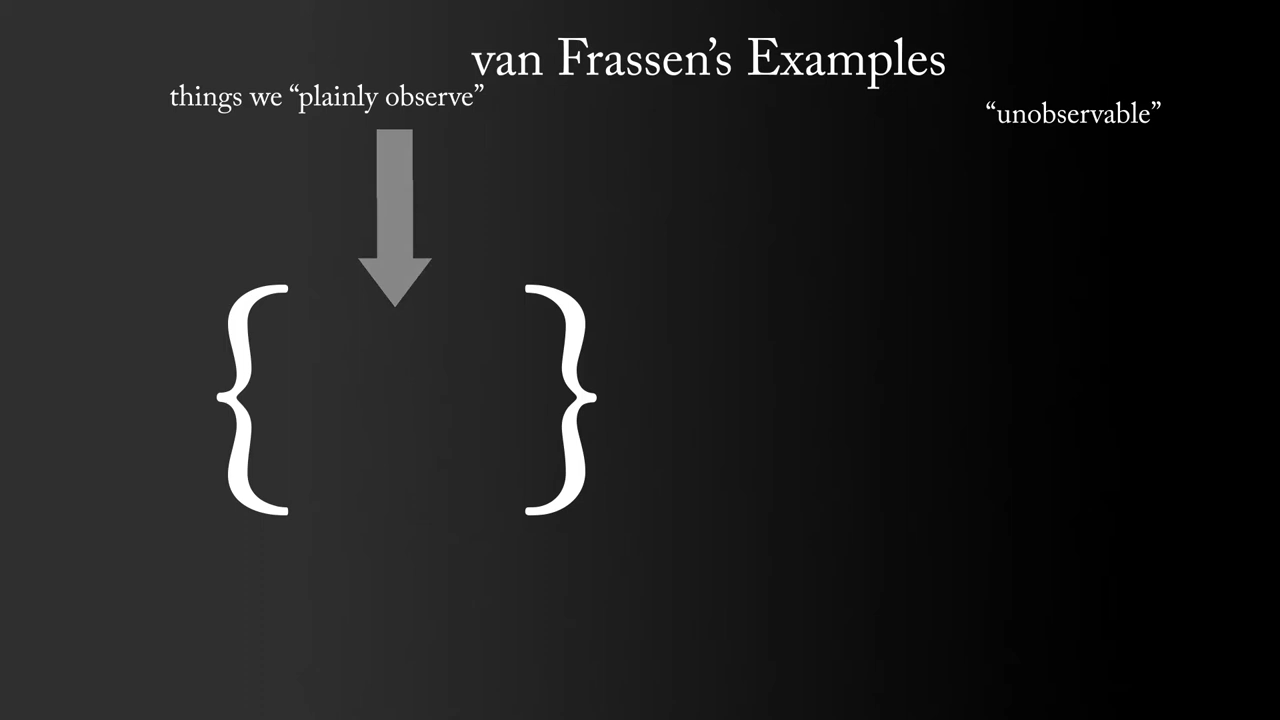 van Frassen’s Examples
things we “plainly observe”
“unobservable”
{ }